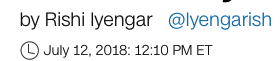 by Rishi Iyengar @Iyengarish
July 12, 2018: 12:10 PM ET